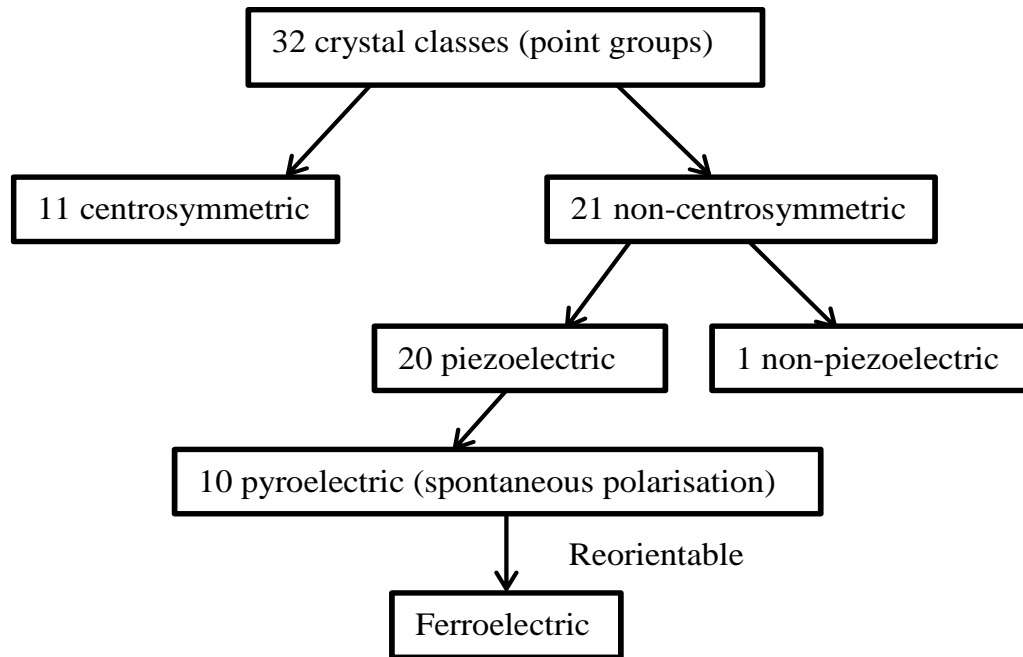 32 crystal classes (point groups)
11 centrosymmetric
21 non-centrosymmetric
20 piezoelectric
1 non-piezoelectric
10 pyroelectric (spontaneous polarisation)
Reorientable
Ferroelectric